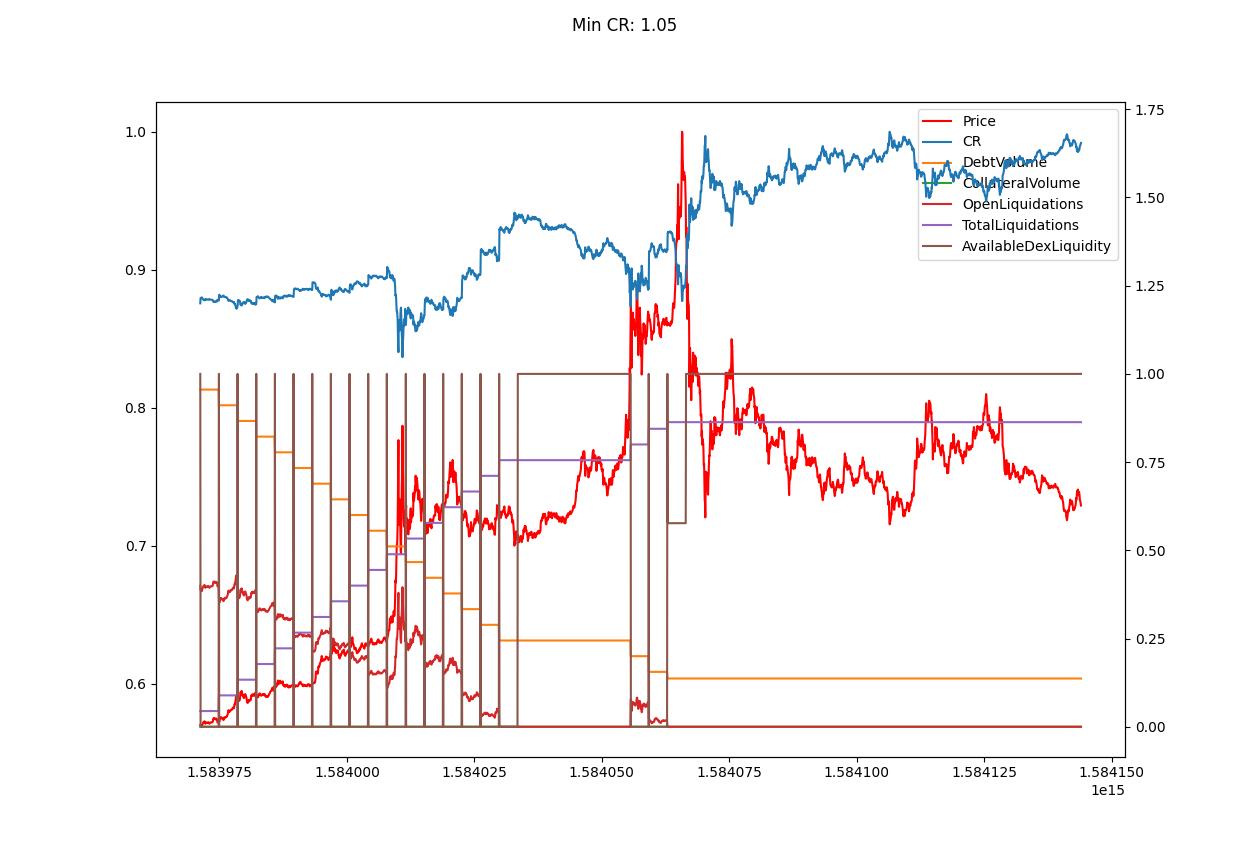 Min CR: 1.05
1.0
0.9
0.8
0.7
0.6
1.75
1.50
1.25
1.00
0.75
0.50
0.25
0.00
Price
CR
DebtVolume
CollateralVolume
OpenLiquidations
TotalLiquidations
AvailableDexLiquidity
1.583975 1.584000 1.584025 1.584050 1.584075 1.584100 1.584125 1.584150
1e15